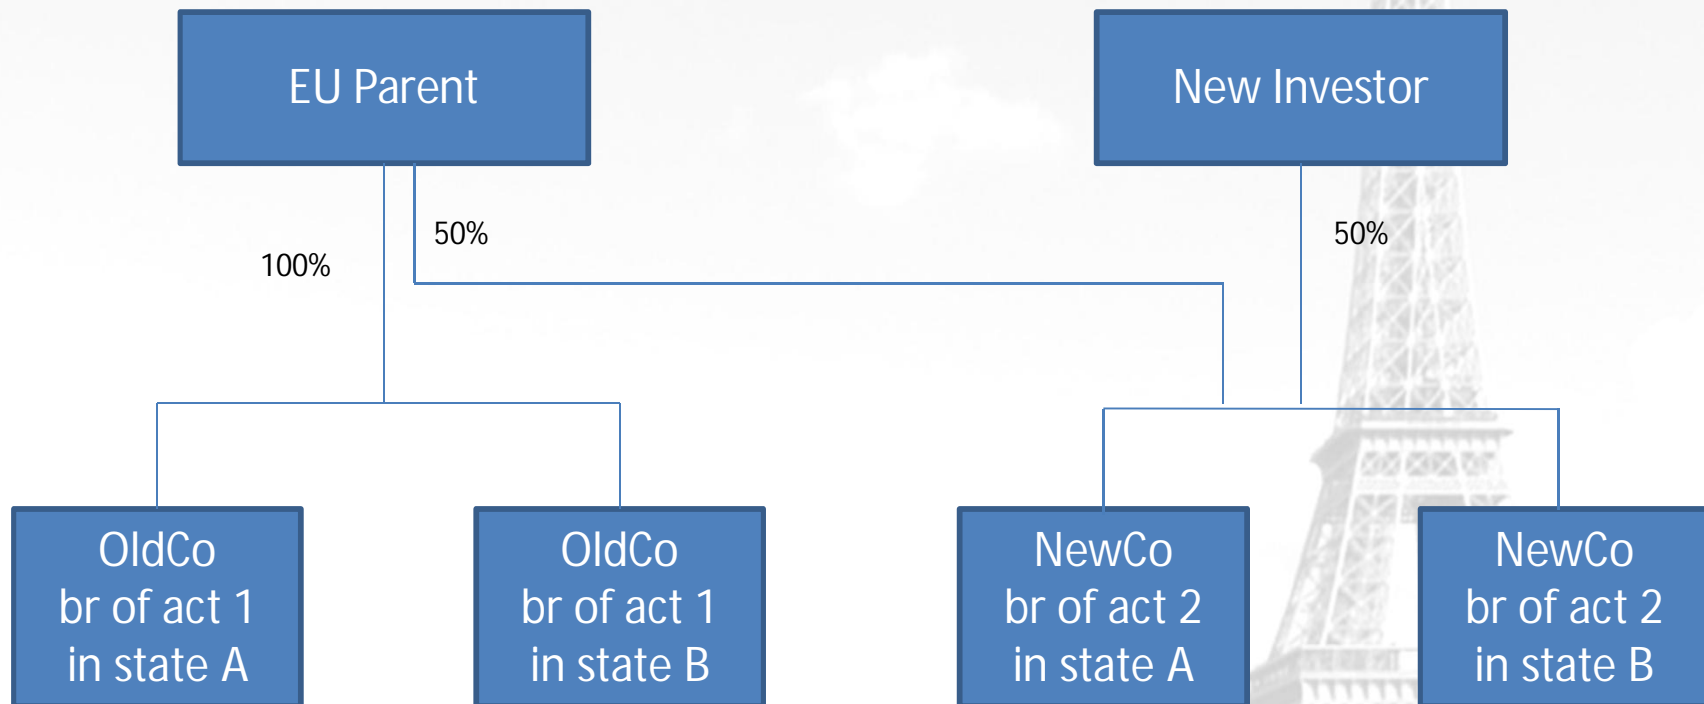 EU Parent
New Investor
50%
50%
100%
OldCo
br of act 1
in state A
OldCo
br of act 1
in state B
NewCo
br of act 2
in state A
NewCo
br of act 2
in state B